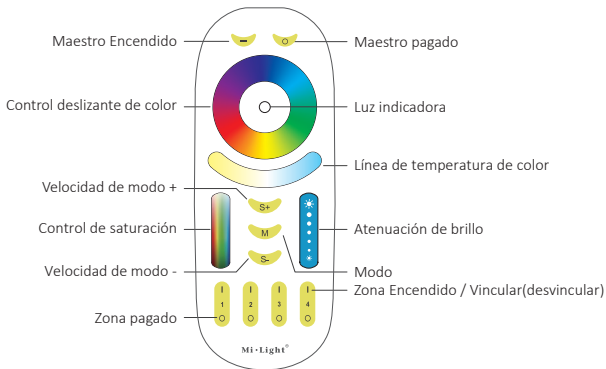 Maestro Encendido
Maestro pagado
Control deslizante de color
Luz indicadora
Línea de temperatura de color
Velocidad de modo +
S+
Control de saturación
M
Atenuación de brillo
Velocidad de modo -
S-
Modo
Zona Encendido / Vincular(desvincular)
I I I I
1 2 3 4
Zona pagado
Mi·Light®